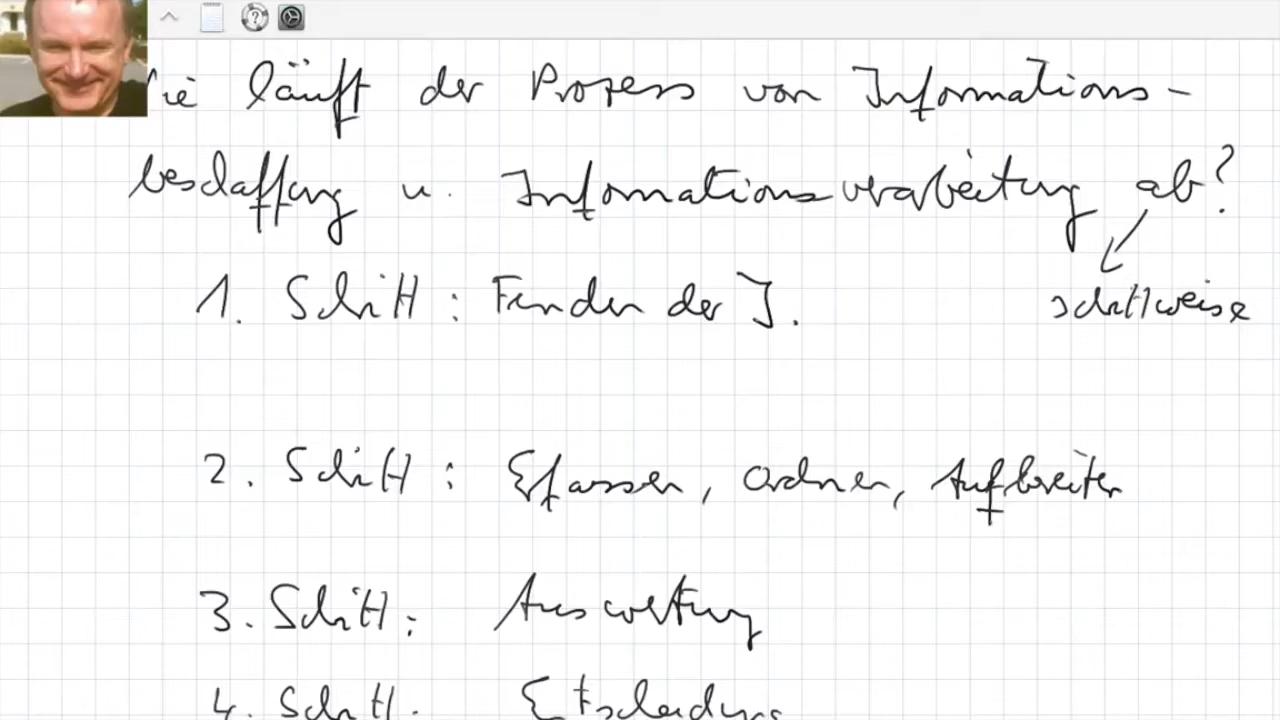 Wie läuft der Prozess von Informations-
beschaffung u. Informationsverarbeitung ab?
schrittweise
1. Schritt: Finden der I.
2. Schritt: Erfassen, Ordnen, Aufbereiten
3. Schritt: Auswertung
4. Schritt: Entscheidung